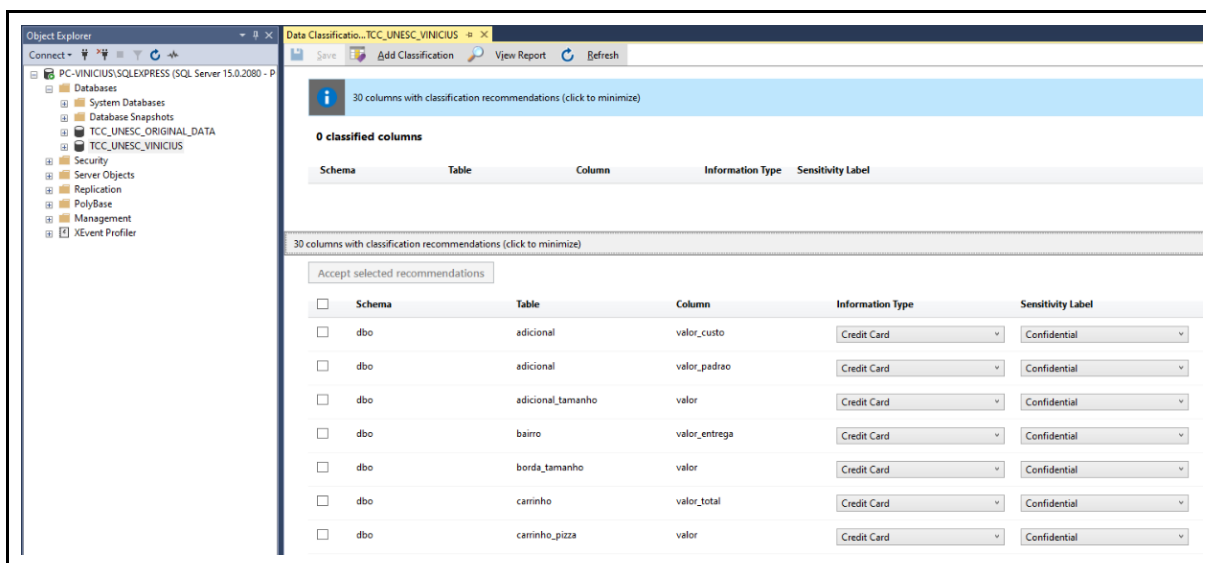 Object Explorer
Connect
PC-VINICIUS\SQLEXPRESS (SQL Server 15.0.2080 - P
Databases
System Databases
Database Snapshots
TCC_UNESC_ORIGINAL_DATA
TCC_UNESC_VINICIUS
Security
Server Objects
Replication
PolyBase
Management
XEvent Profiler
Data Classificatio...TCC_UNESC_VINICIUS
Save Add Classification View Report Refresh
30 columns with classification recommendations (click to minimize)
0 classified columns
Schema Table Column Information Type Sensitivity Label
30 columns with classification recommendations (click to minimize)
Accept selected recommendations
Schema Table Column Information Type Sensitivity Label
dbo adicional valor_custo Credit Card Confidential
dbo adicional valor_padrao Credit Card Confidential
dbo adicional_tamanho valor Credit Card Confidential
dbo bairro valor_entrega Credit Card Confidential
dbo borda_tamanho valor Credit Card Confidential
dbo carrinho valor_total Credit Card Confidential
dbo carrinho_pizza valor Credit Card Confidential